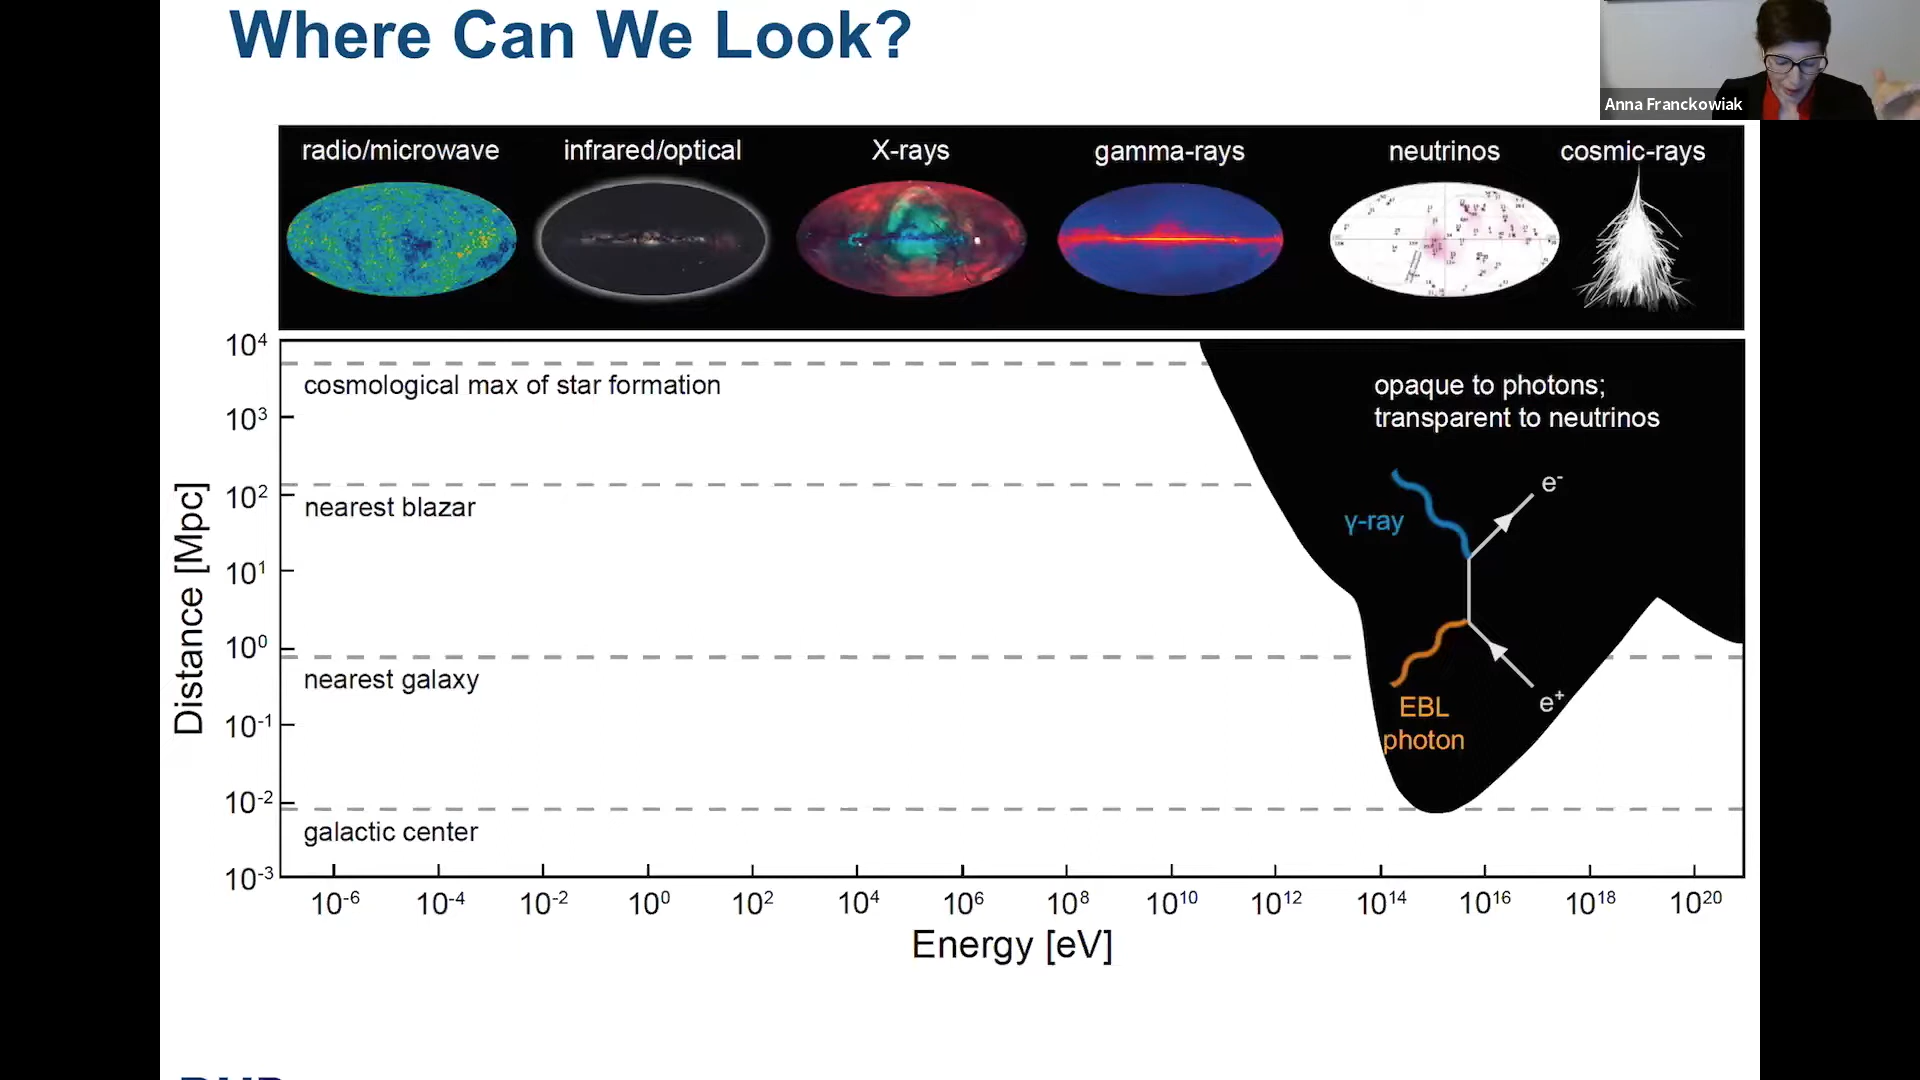 Where Can We Look?
Anna Franckowiak
radio/microwave infrared/optical X-rays gamma-rays neutrinos cosmic-rays
10⁴
cosmological max of star formation
opaque to photons;
transparent to neutrinos
10³
10²
nearest blazar
γ-ray
e⁻
10¹
Distance [Mpc]
10⁰
nearest galaxy
EBL
photon
e⁺
10⁻¹
10⁻²
galactic center
10⁻³
10⁻⁶ 10⁻⁴ 10⁻² 10⁰ 10² 10⁴ 10⁶ 10⁸ 10¹⁰ 10¹² 10¹⁴ 10¹⁶ 10¹⁸ 10²⁰
Energy [eV]